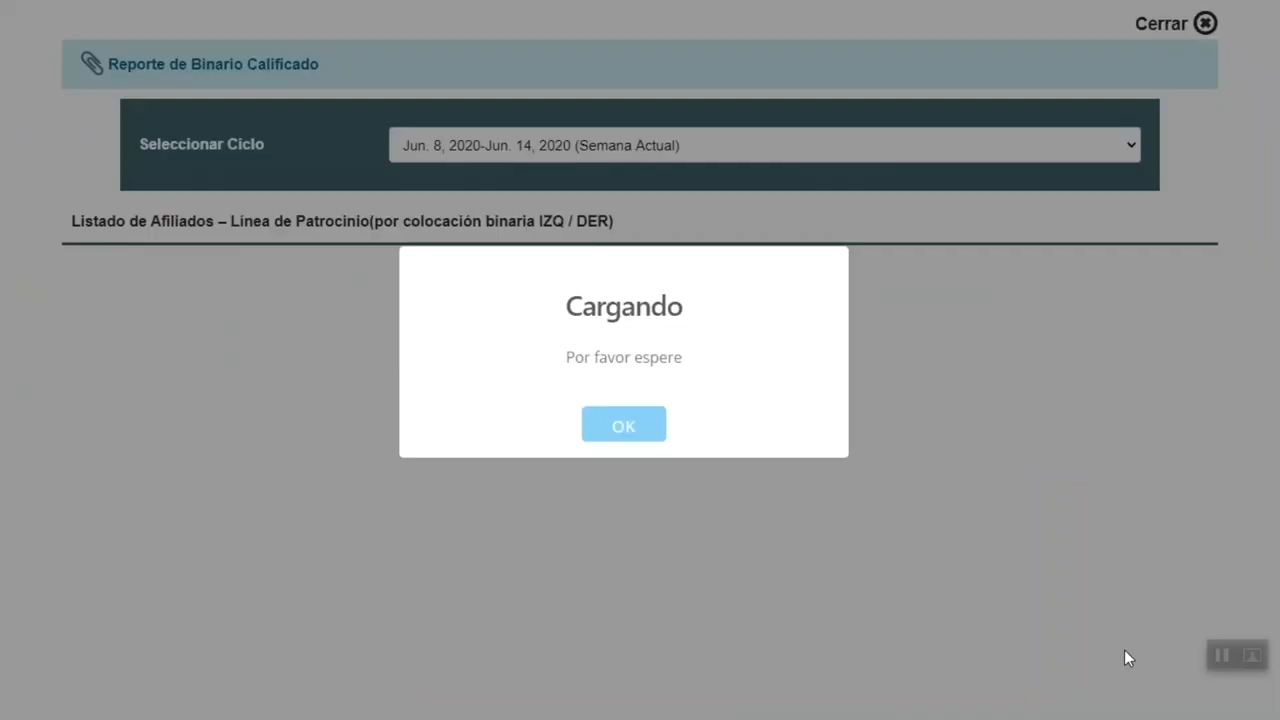 Cerrar
Reporte de Binario Calificado
Seleccionar Ciclo
Jun. 8, 2020-Jun. 14, 2020 (Semana Actual)
Listado de Afiliados – Línea de Patrocinio(por colocación binaria IZQ / DER)
Cargando
Por favor espere
OK